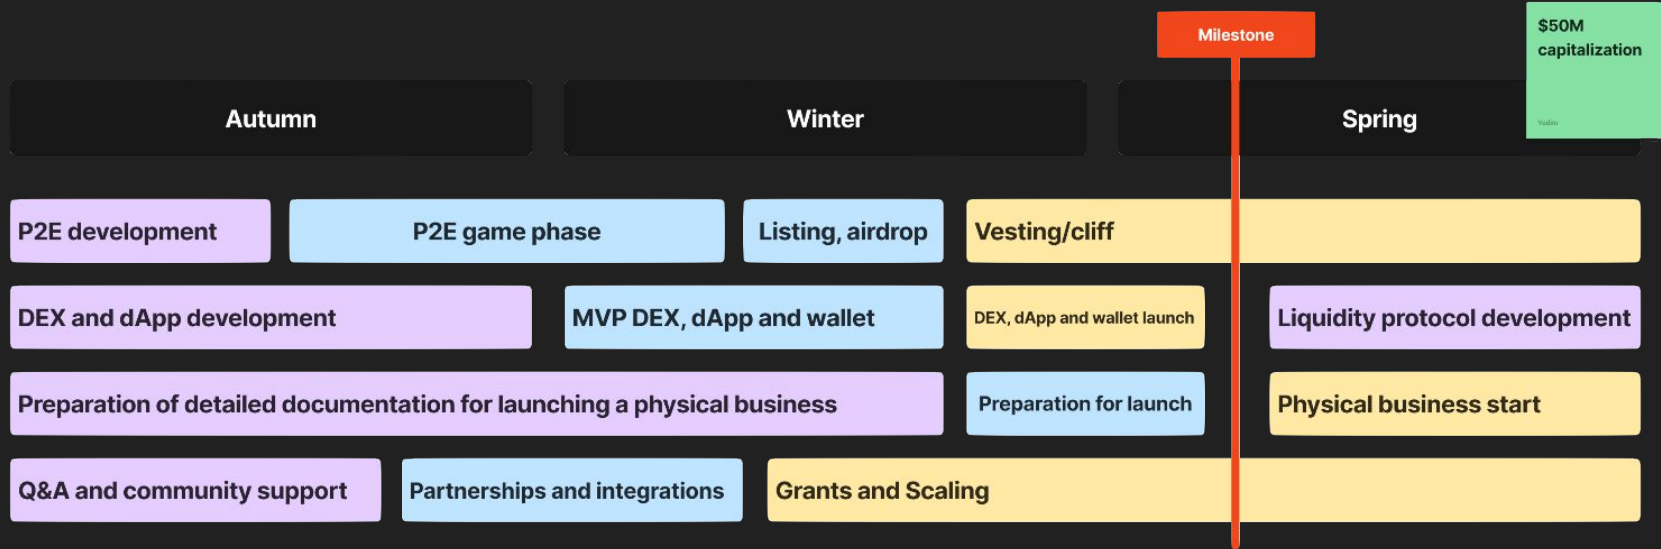 Milestone
$50M
capitalization
Vadim
Autumn
Winter
Spring
P2E development
P2E game phase
Listing, airdrop
Vesting/cliff
DEX and dApp development
MVP DEX, dApp and wallet
DEX, dApp and wallet launch
Liquidity protocol development
Preparation of detailed documentation for launching a physical business
Preparation for launch
Physical business start
Q&A and community support
Partnerships and integrations
Grants and Scaling